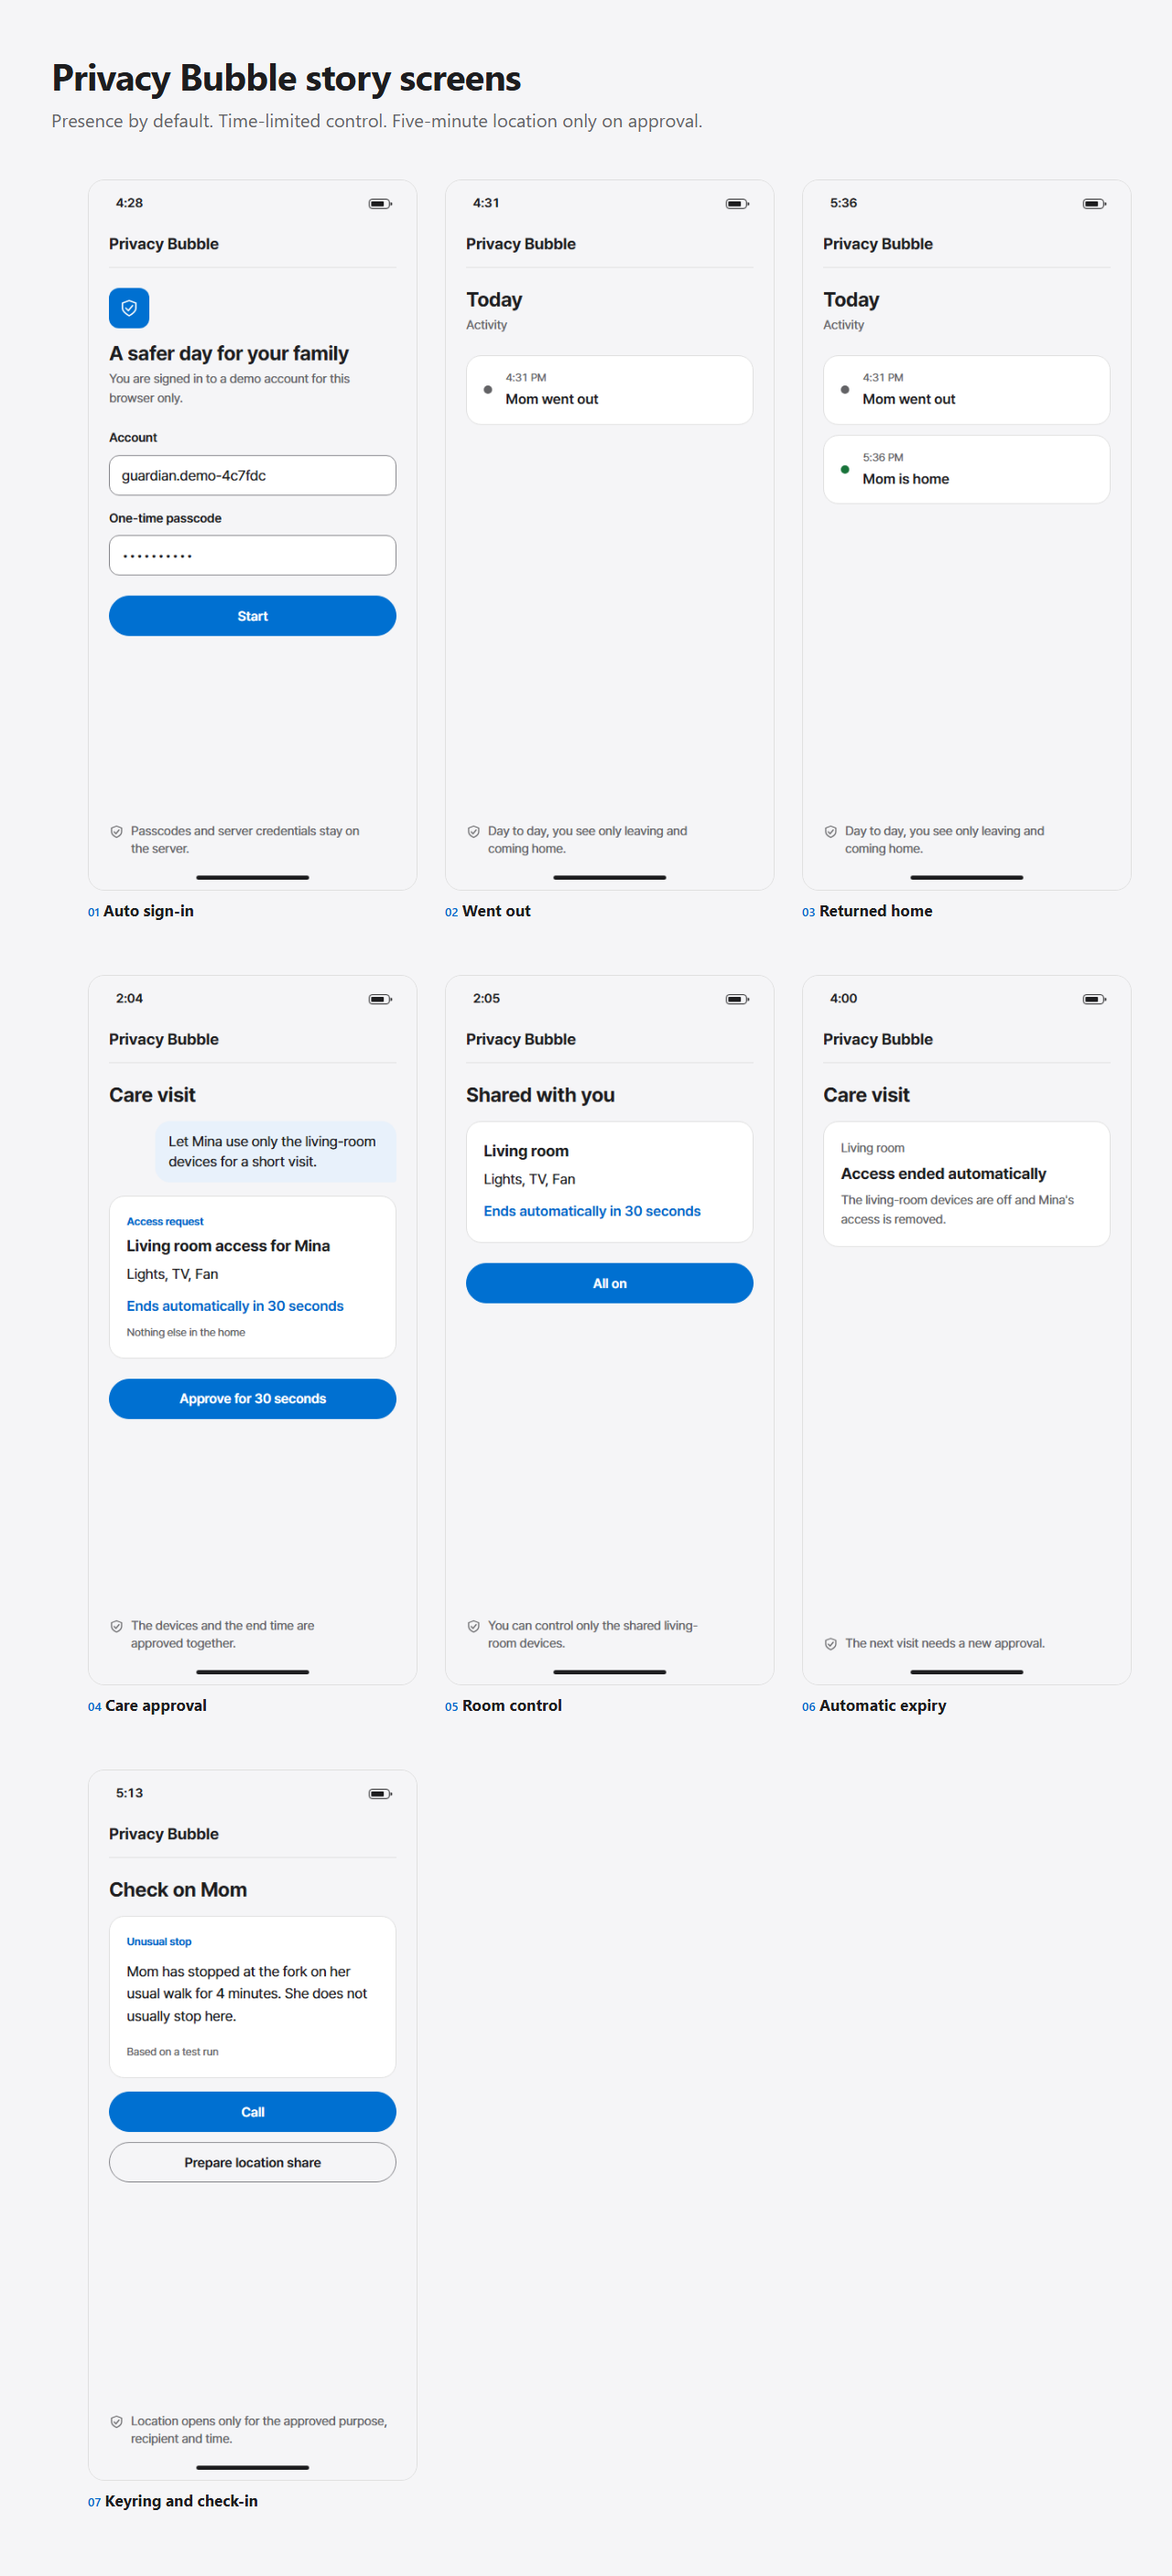 Privacy Bubble story screens
Presence by default. Time-limited control. Five-minute location only on approval.
4:28
Privacy Bubble
A safer day for your family
You are signed in to a demo account for this
browser only.
Account
guardian.demo-4c7fdc
One-time passcode
••••••••••
Start
Passcodes and server credentials stay on
the server.
01 Auto sign-in
4:31
Privacy Bubble
Today
Activity
4:31 PM
Mom went out
Day to day, you see only leaving and
coming home.
02 Went out
5:36
Privacy Bubble
Today
Activity
4:31 PM
Mom went out
5:36 PM
Mom is home
Day to day, you see only leaving and
coming home.
03 Returned home
2:04
Privacy Bubble
Care visit
Let Mina use only the living-room
devices for a short visit.
Access request
Living room access for Mina
Lights, TV, Fan
Ends automatically in 30 seconds
Nothing else in the home
Approve for 30 seconds
The devices and the end time are
approved together.
04 Care approval
2:05
Privacy Bubble
Shared with you
Living room
Lights, TV, Fan
Ends automatically in 30 seconds
All on
You can control only the shared living-
room devices.
05 Room control
4:00
Privacy Bubble
Care visit
Living room
Access ended automatically
The living-room devices are off and Mina's
access is removed.
The next visit needs a new approval.
06 Automatic expiry
5:13
Privacy Bubble
Check on Mom
Unusual stop
Mom has stopped at the fork on her
usual walk for 4 minutes. She does not
usually stop here.
Based on a test run
Call
Prepare location share
Location opens only for the approved purpose,
recipient and time.
07 Keyring and check-in